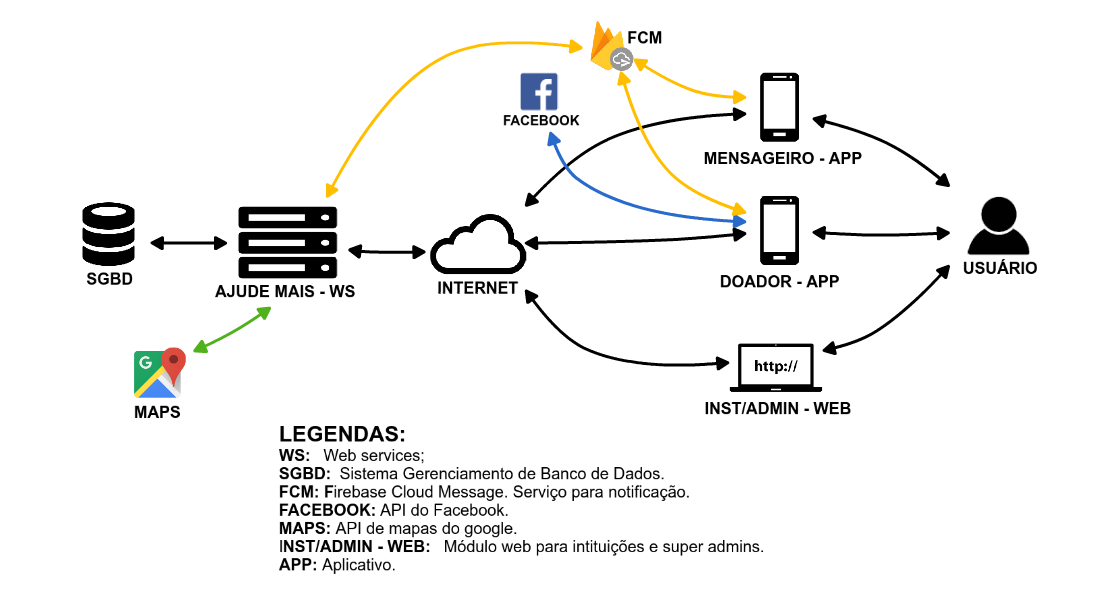 FCM
FACEBOOK
MENSAGEIRO - APP
SGBD
AJUDE MAIS - WS
INTERNET
DOADOR - APP
USUÁRIO
G
MAPS
http://
INST/ADMIN - WEB
LEGENDAS:
WS: Web services;
SGBD: Sistema Gerenciamento de Banco de Dados.
FCM: Firebase Cloud Message. Serviço para notificação.
FACEBOOK: API do Facebook.
MAPS: API de mapas do google.
INST/ADMIN - WEB: Módulo web para intituições e super admins.
APP: Aplicativo.